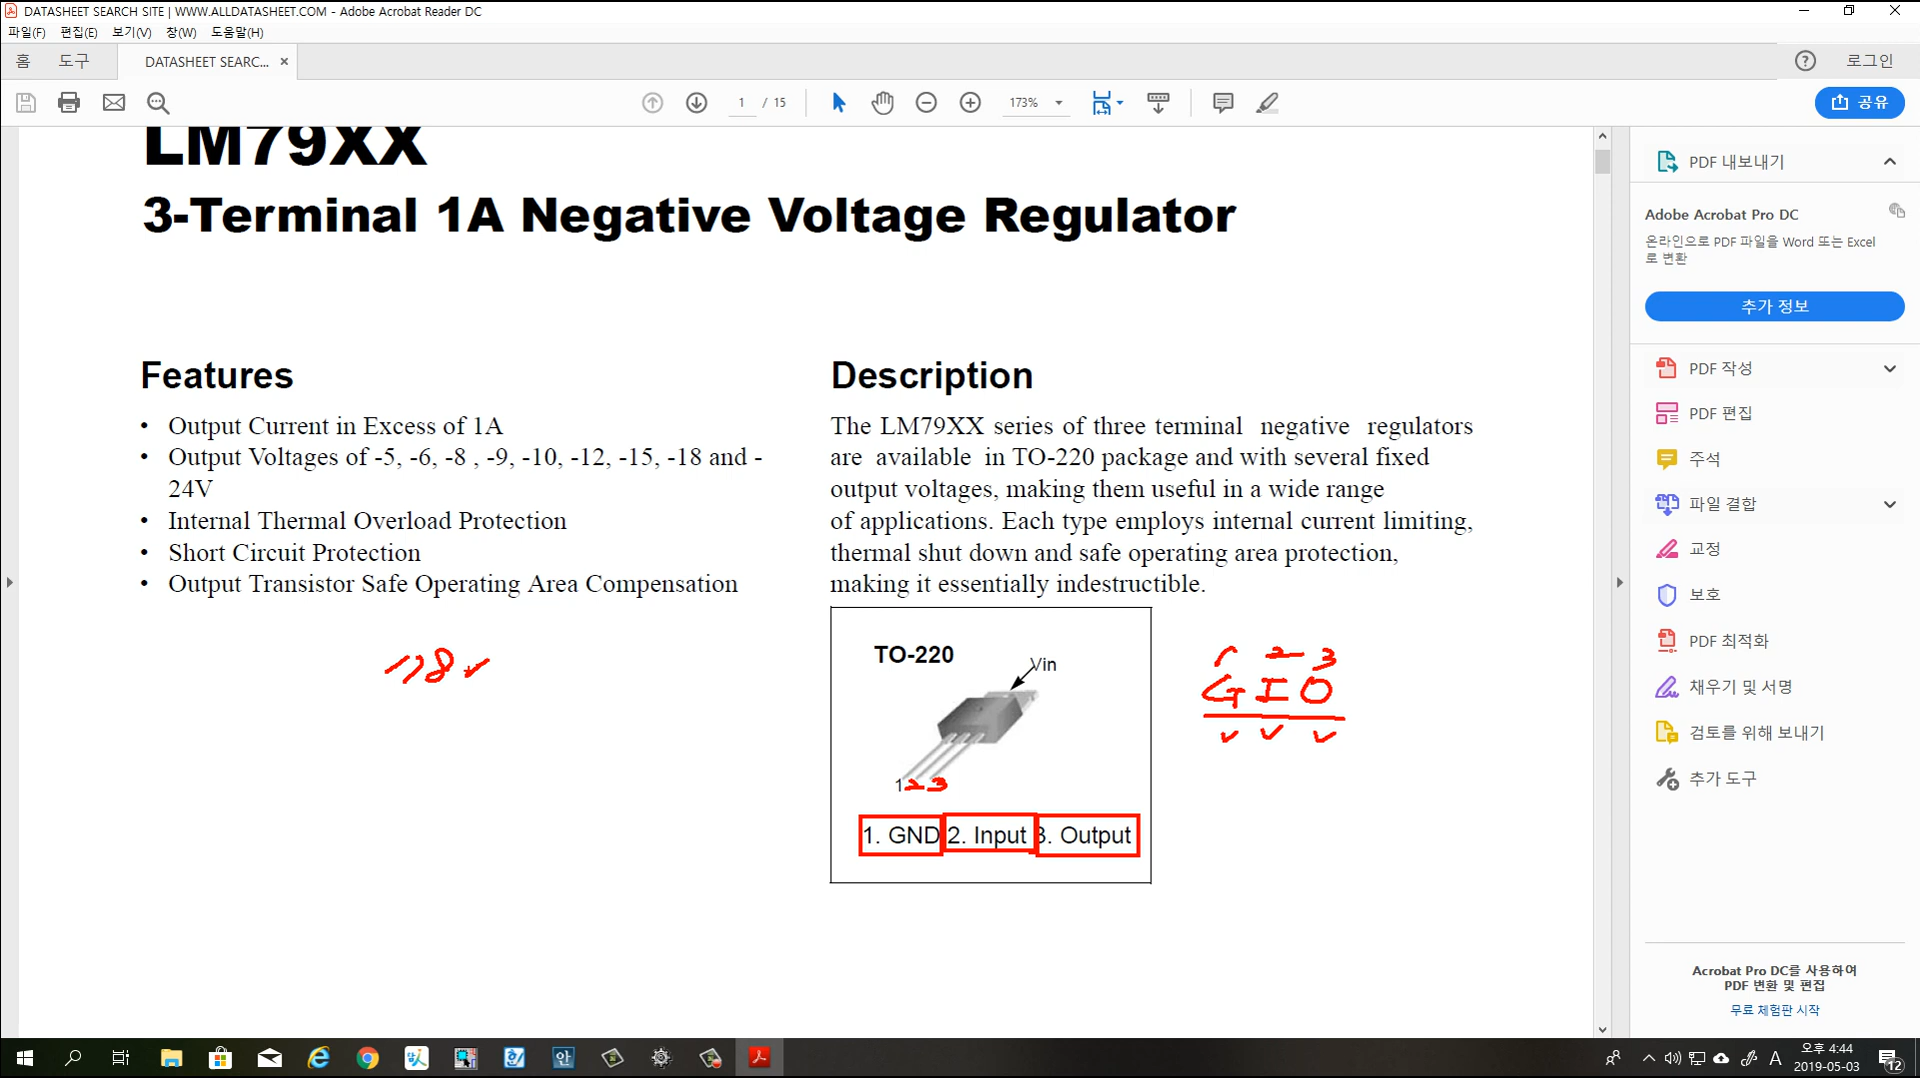 DATASHEET SEARCH SITE | WWW.ALLDATASHEET.COM - Adobe Acrobat Reader DC
파일(F) 편집(E) 보기(V) 창(W) 도움말(H)
홈 도구 DATASHEET SEARC... ×
로그인
1 / 15 173%
공유
LM79XX
3-Terminal 1A Negative Voltage Regulator
Features
• Output Current in Excess of 1A
• Output Voltages of -5, -6, -8 , -9, -10, -12, -15, -18 and -
24V
• Internal Thermal Overload Protection
• Short Circuit Protection
• Output Transistor Safe Operating Area Compensation
Description
The LM79XX series of three terminal negative regulators
are available in TO-220 package and with several fixed
output voltages, making them useful in a wide range
of applications. Each type employs internal current limiting,
thermal shut down and safe operating area protection,
making it essentially indestructible.
TO-220
Vin
1 2 3
1. GND 2. Input 3. Output
1 2 3
G I O
PDF 내보내기
Adobe Acrobat Pro DC
온라인으로 PDF 파일을 Word 또는 Excel
로 변환
추가 정보
PDF 작성
PDF 편집
주석
파일 결합
교정
보호
PDF 최적화
채우기 및 서명
검토를 위해 보내기
추가 도구
Acrobat Pro DC를 사용하여
PDF 변환 및 편집
무료 체험판 시작
A
오후 4:44
2019-05-03
12